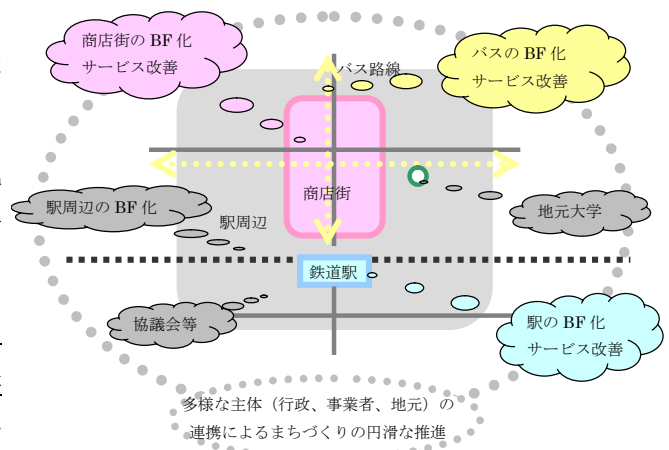 商店街の BF 化
サービス改善
バス路線
バスの BF 化
サービス改善
駅周辺の BF 化
駅周辺
商店街
地元大学
鉄道駅
協議会等
駅の BF 化
サービス改善
多様な主体（行政、事業者、地元）の
連携によるまちづくりの円滑な推進